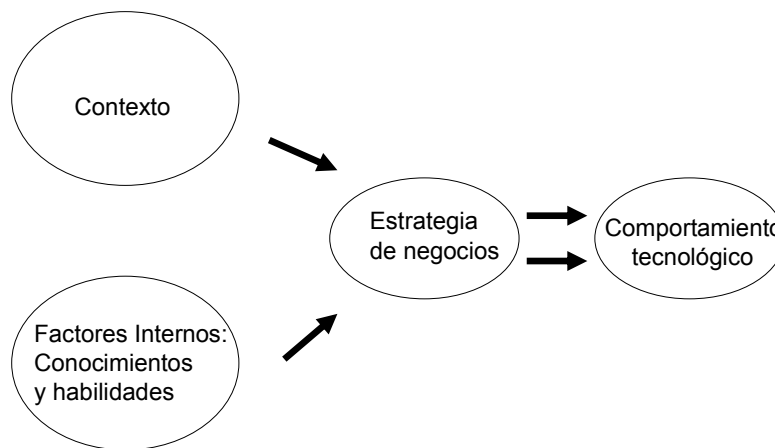 Contexto
Estrategia
de negocios
Comportamiento
tecnológico
Factores Internos:
Conocimientos
y habilidades